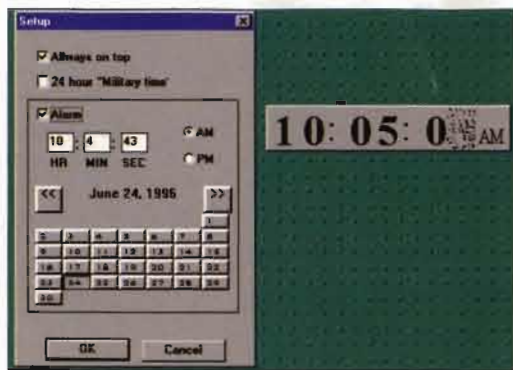 Setup
Allways on top
24 hour "Military time"
Alarm
10 : 4 : 43
HR MIN SEC
AM
PM
<< June 24, 1996 >>
1
2 3 4 5 6 7 8
9 10 11 12 13 14 15
16 17 18 19 20 21 22
23 24 25 26 27 28 29
30
OK Cancel
10: 05: 0 AM